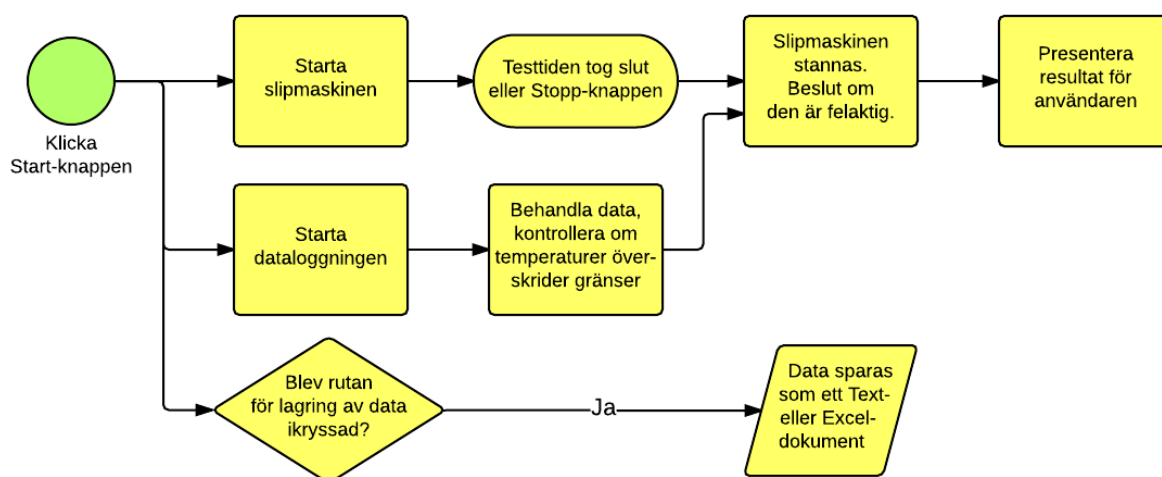 Klicka
Start-knappen
Starta
slipmaskinen
Testtiden tog slut
eller Stopp-knappen
Slipmaskinen
stannas.
Beslut om
den är felaktig.
Presentera
resultat för
användaren
Starta
dataloggningen
Behandla data,
kontrollera om
temperaturer över-
skrider gränser
Blev rutan
för lagring av data
ikryssad?
Ja
Data sparas
som ett Text-
eller Excel-
dokument